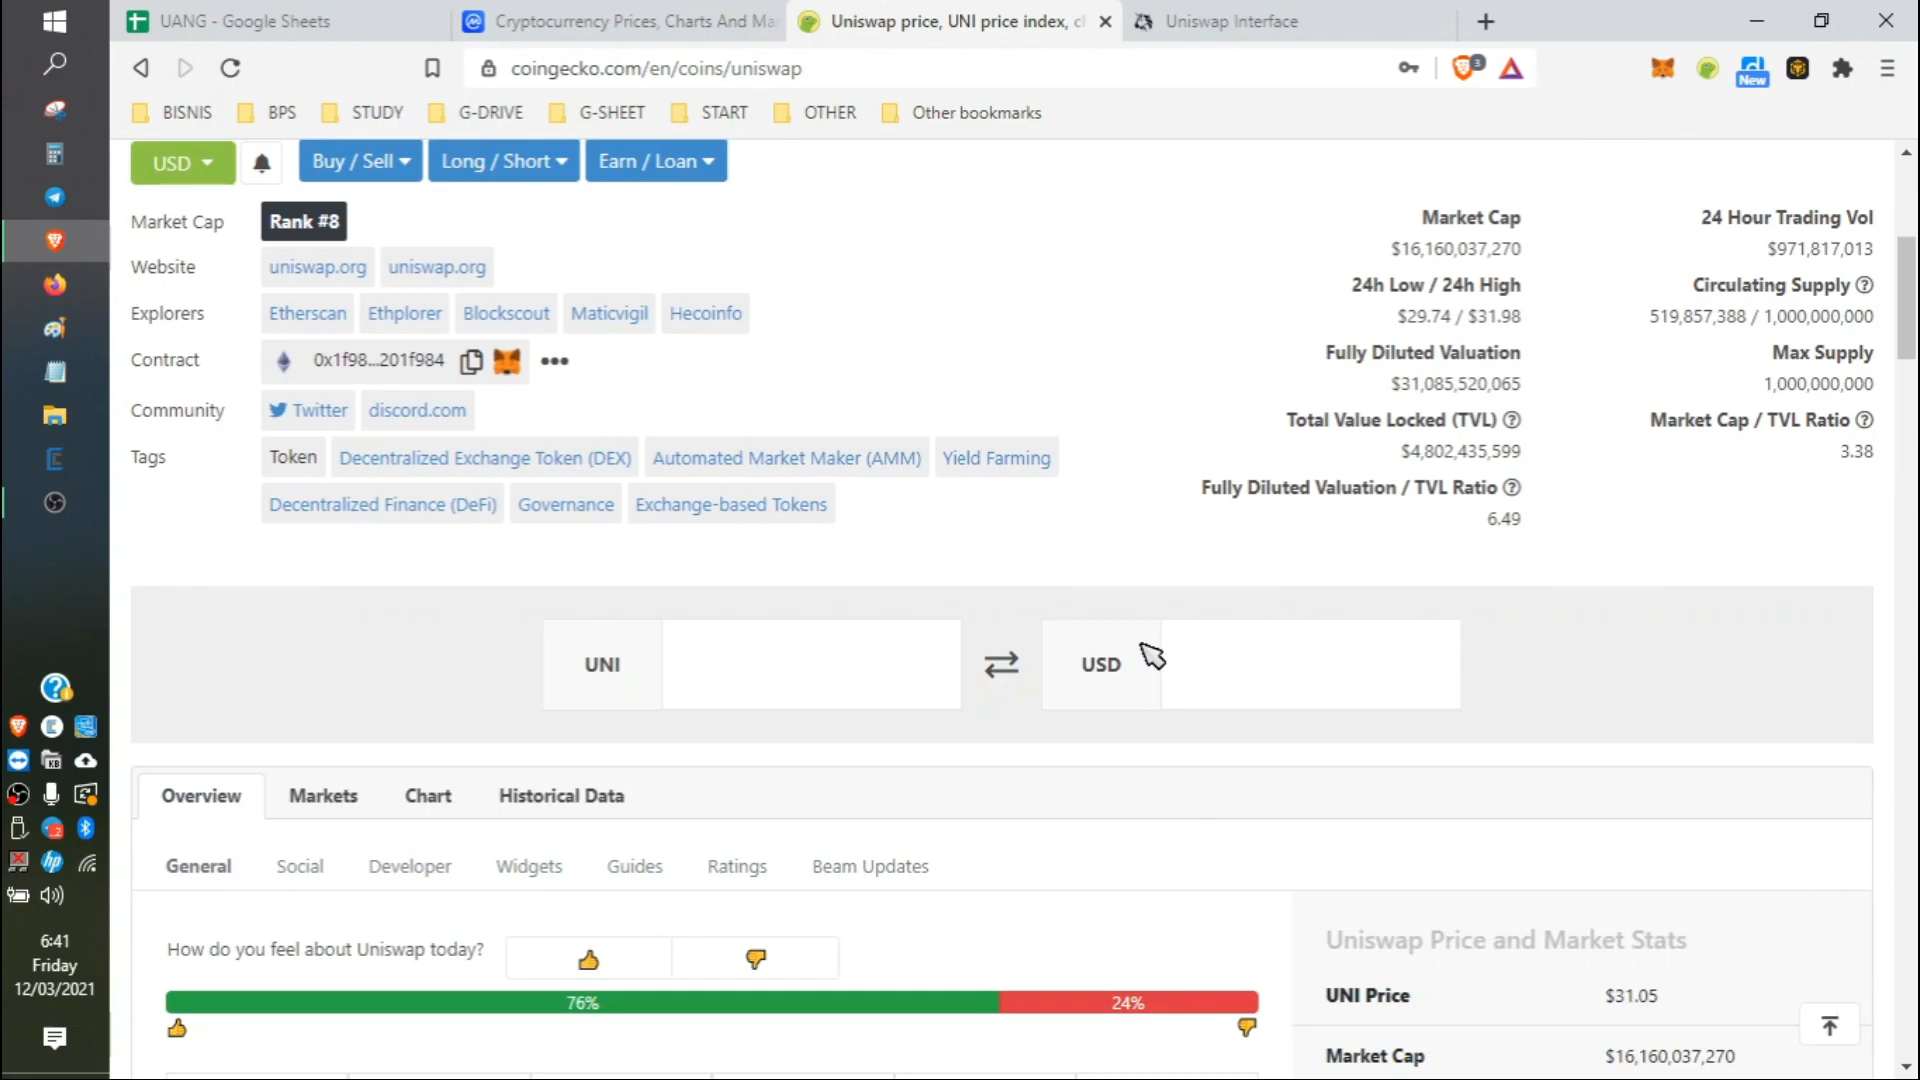 UANG - Google Sheets
Cryptocurrency Prices, Charts And Ma
Uniswap price, UNI price index, c
Uniswap Interface
coingecko.com/en/coins/uniswap
3
New
BISNIS BPS STUDY G-DRIVE G-SHEET START OTHER Other bookmarks
USD Buy / Sell Long / Short Earn / Loan
Market Cap Rank #8
Website uniswap.org uniswap.org
Explorers Etherscan Ethplorer Blockscout Maticvigil Hecoinfo
Contract 0x1f98...201f984 •••
Community Twitter discord.com
Tags Token Decentralized Exchange Token (DEX) Automated Market Maker (AMM) Yield Farming
Decentralized Finance (DeFi) Governance Exchange-based Tokens
Market Cap
$16,160,037,270
24h Low / 24h High
$29.74 / $31.98
Fully Diluted Valuation
$31,085,520,065
Total Value Locked (TVL)
$4,802,435,599
Fully Diluted Valuation / TVL Ratio
6.49
24 Hour Trading Vol
$971,817,013
Circulating Supply
519,857,388 / 1,000,000,000
Max Supply
1,000,000,000
Market Cap / TVL Ratio
3.38
UNI USD
Overview Markets Chart Historical Data
General Social Developer Widgets Guides Ratings Beam Updates
How do you feel about Uniswap today?
76% 24%
Uniswap Price and Market Stats
UNI Price $31.05
Market Cap $16,160,037,270
6:41
Friday
12/03/2021